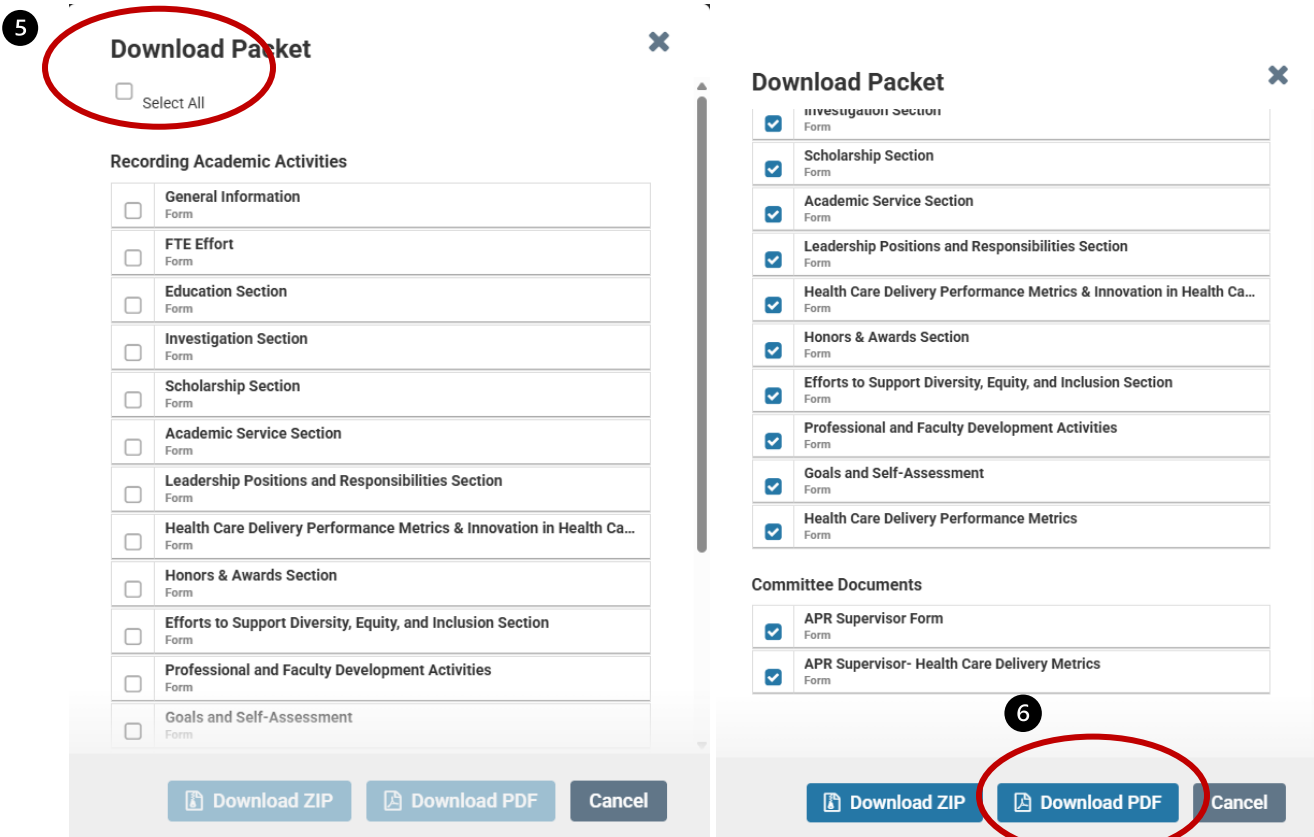 5
Download Packet
Select All
Recording Academic Activities
General Information
Form
FTE Effort
Form
Education Section
Form
Investigation Section
Form
Scholarship Section
Form
Academic Service Section
Form
Leadership Positions and Responsibilities Section
Form
Health Care Delivery Performance Metrics & Innovation in Health Ca...
Form
Honors & Awards Section
Form
Efforts to Support Diversity, Equity, and Inclusion Section
Form
Professional and Faculty Development Activities
Form
Goals and Self-Assessment
Form
Download ZIP
Download PDF
Cancel
Download Packet
Investigation Section
Form
Scholarship Section
Form
Academic Service Section
Form
Leadership Positions and Responsibilities Section
Form
Health Care Delivery Performance Metrics & Innovation in Health Ca...
Form
Honors & Awards Section
Form
Efforts to Support Diversity, Equity, and Inclusion Section
Form
Professional and Faculty Development Activities
Form
Goals and Self-Assessment
Form
Health Care Delivery Performance Metrics
Form
Committee Documents
APR Supervisor Form
Form
APR Supervisor- Health Care Delivery Metrics
Form
6
Download ZIP
Download PDF
Cancel